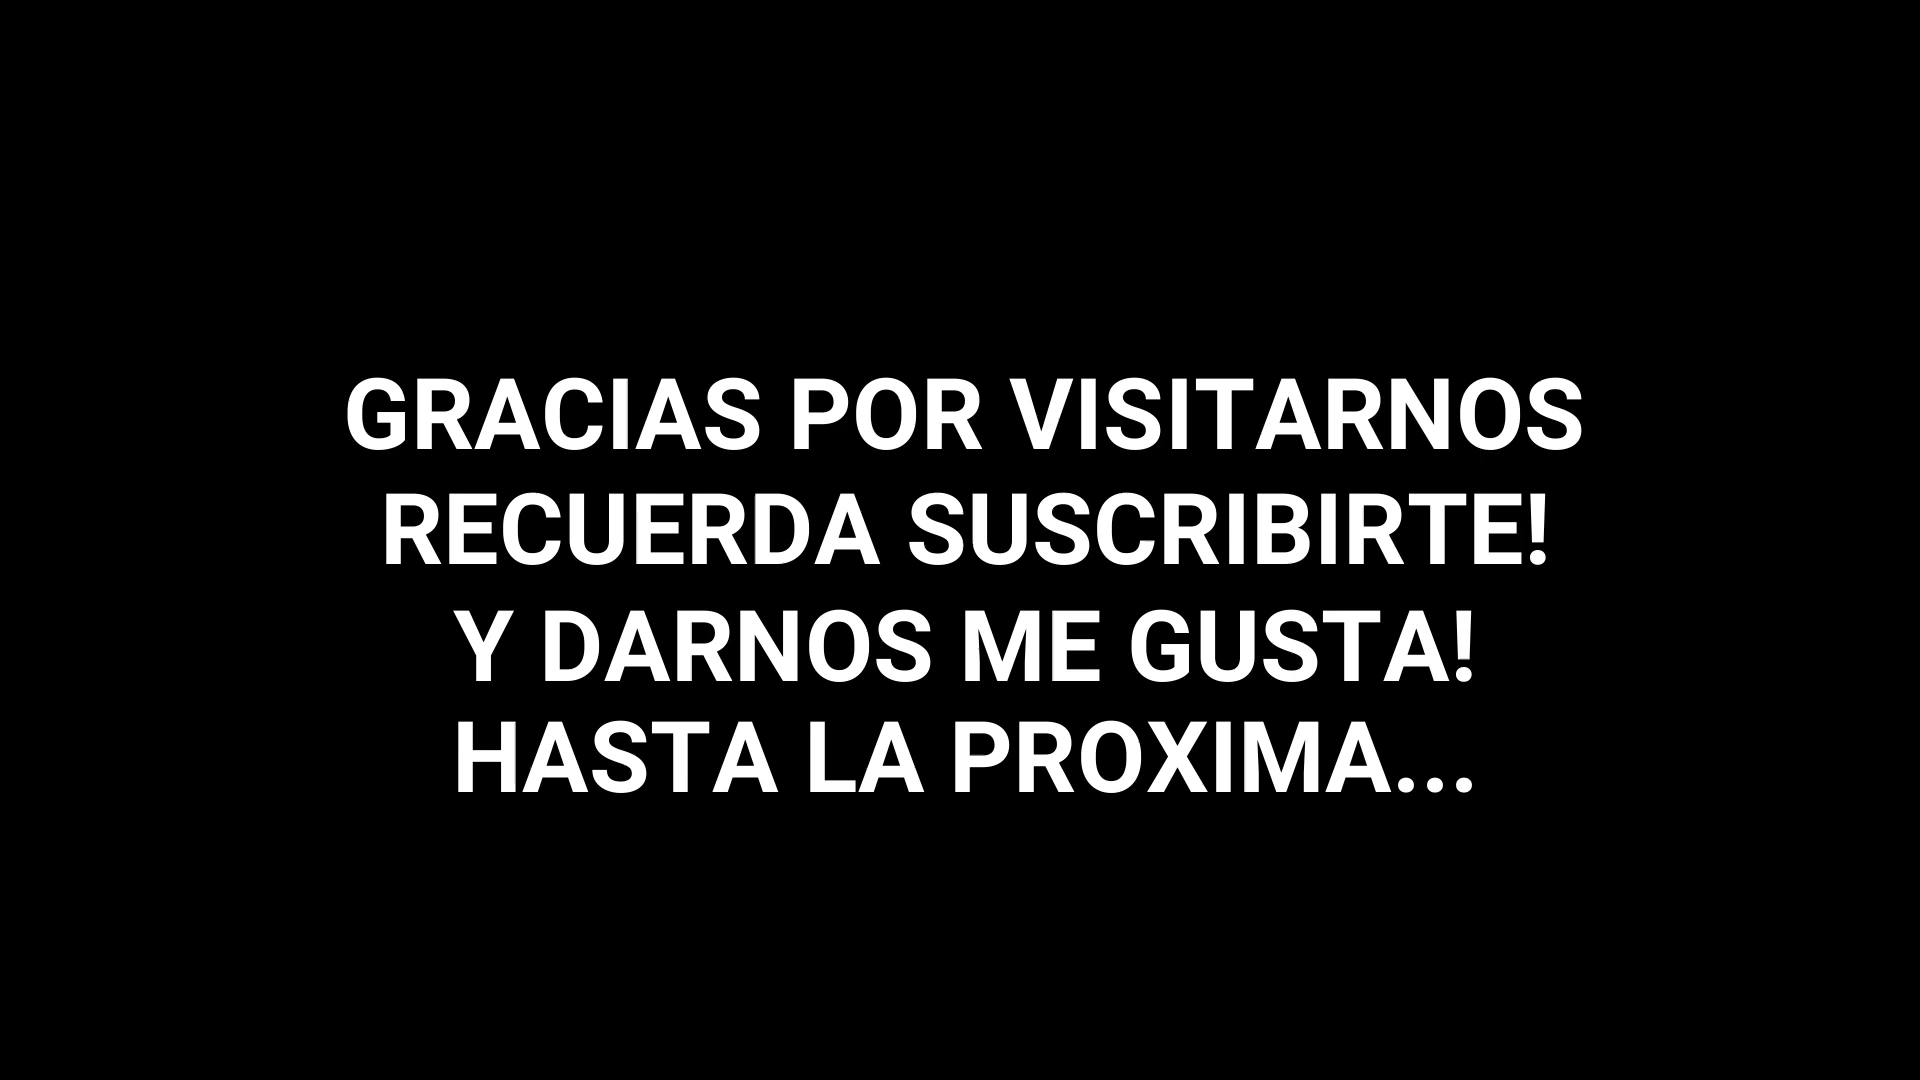 GRACIAS POR VISITARNOS
RECUERDA SUSCRIBIRTE!
Y DARNOS ME GUSTA!
HASTA LA PROXIMA...